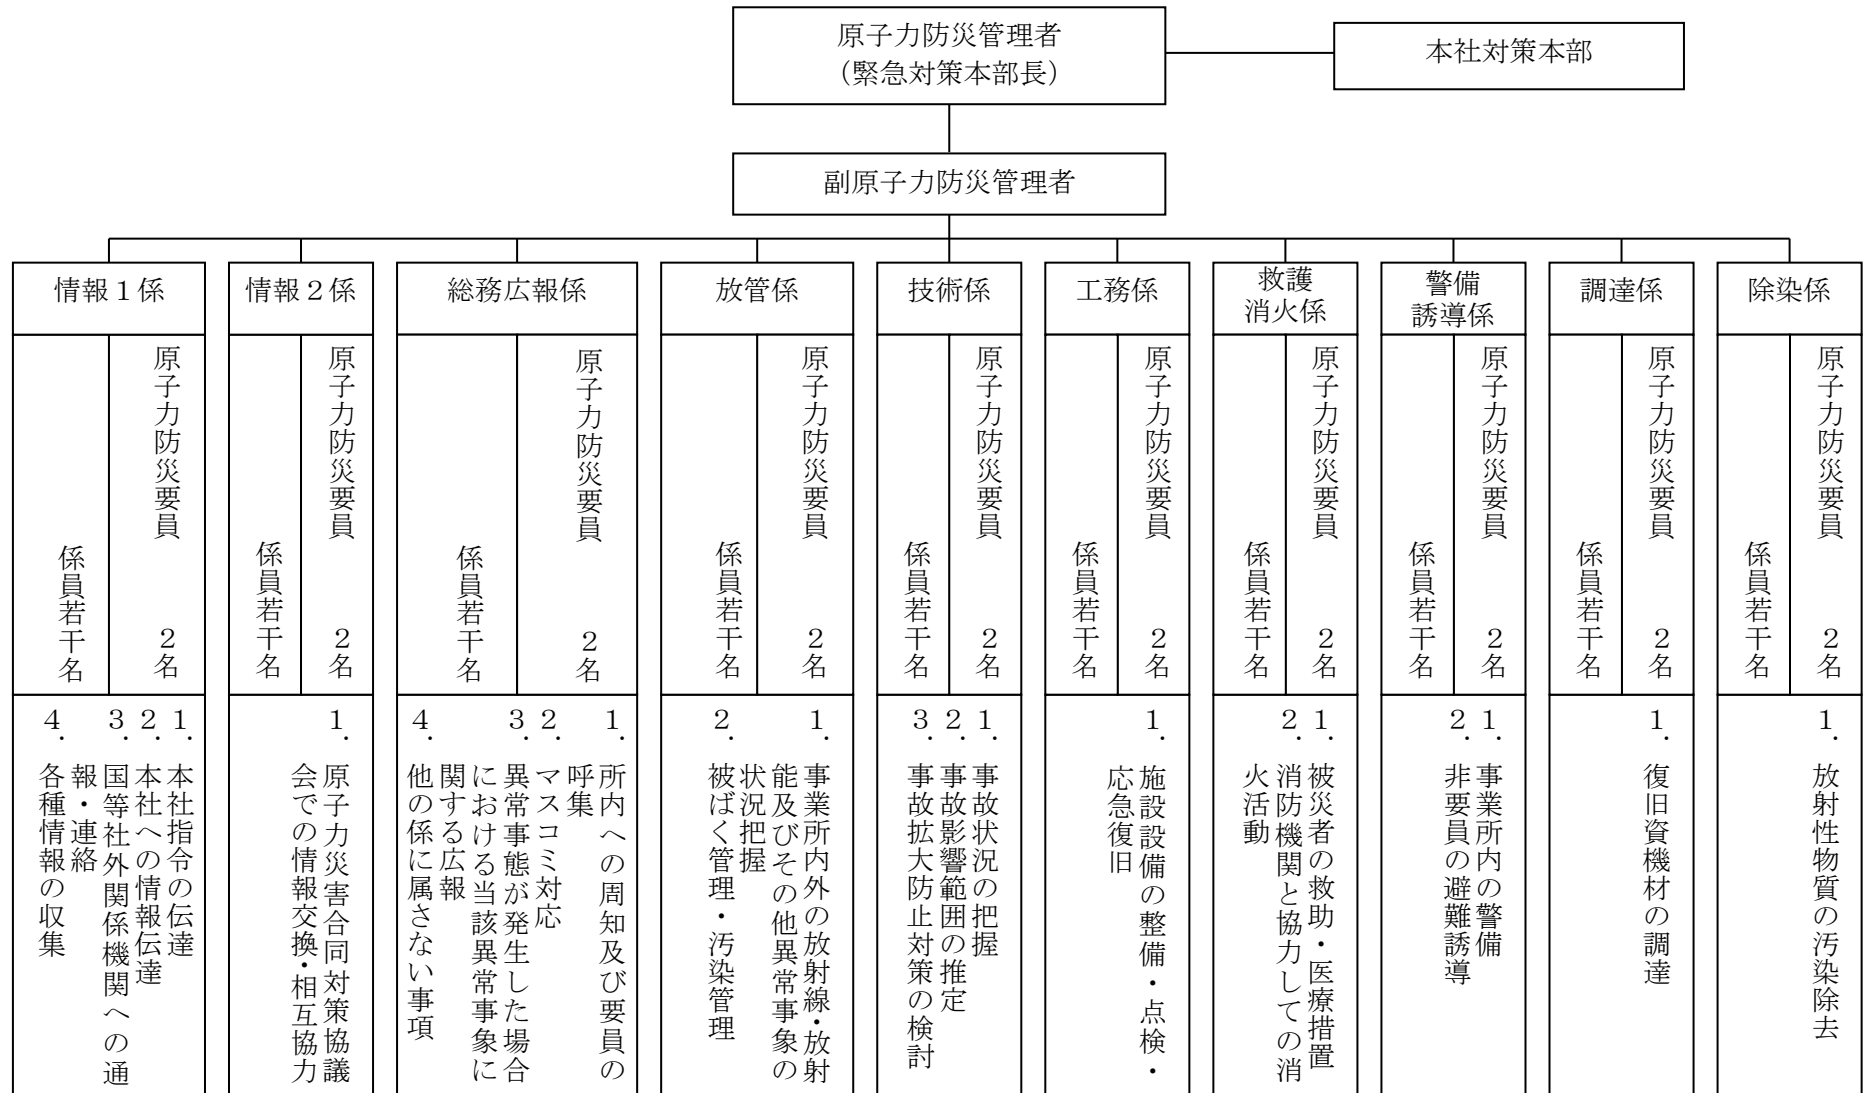 原子力防災管理者
（緊急対策本部長）
本社対策本部
副原子力防災管理者
情報１係
原子力防災要員　２名
係員若干名
１．本社指令の伝達
２．本社への情報伝達
３．国等社外関係機関への通
報・連絡
４．各種情報の収集
情報２係
原子力防災要員　２名
係員若干名
１．原子力災害合同対策協議
会での情報交換・相互協力
総務広報係
原子力防災要員　２名
係員若干名
１．所内への周知及び要員の
呼集
２．マスコミ対応
３．異常事態が発生した場合
における当該異常事象に
関する広報
４．他の係に属さない事項
放管係
原子力防災要員　２名
係員若干名
１．事業所内外の放射線・放射
能及びその他異常事象の
状況把握
２．被ばく管理・汚染管理
技術係
原子力防災要員　２名
係員若干名
１．事故状況の把握
２．事故影響範囲の推定
３．事故拡大防止対策の検討
工務係
原子力防災要員　２名
係員若干名
１．施設設備の整備・点検・
応急復旧
救護
消火係
原子力防災要員　２名
係員若干名
１．被災者の救助・医療措置
２．消防機関と協力しての消
火活動
警備
誘導係
原子力防災要員　２名
係員若干名
１．事業所内の警備
２．非要員の避難誘導
調達係
原子力防災要員　２名
係員若干名
１．復旧資機材の調達
除染係
原子力防災要員　２名
係員若干名
１．放射性物質の汚染除去